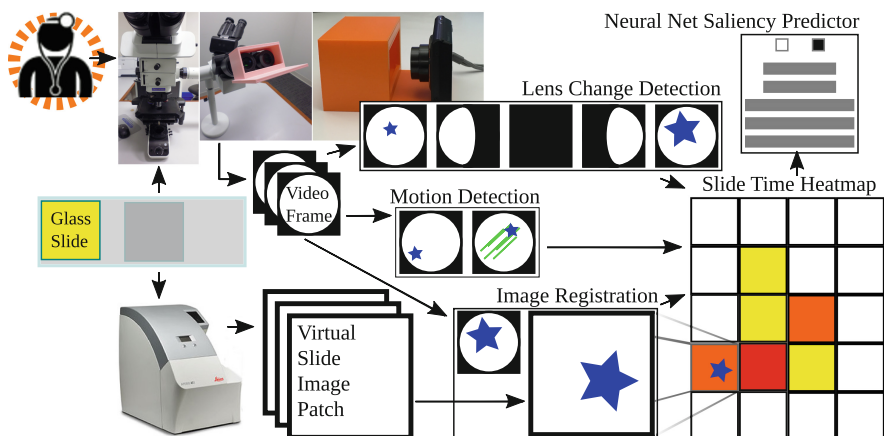 Neural Net Saliency Predictor
Lens Change Detection
Slide Time Heatmap
Video
Frame
Motion Detection
Glass
Slide
Image Registration
Virtual
Slide
Image
Patch